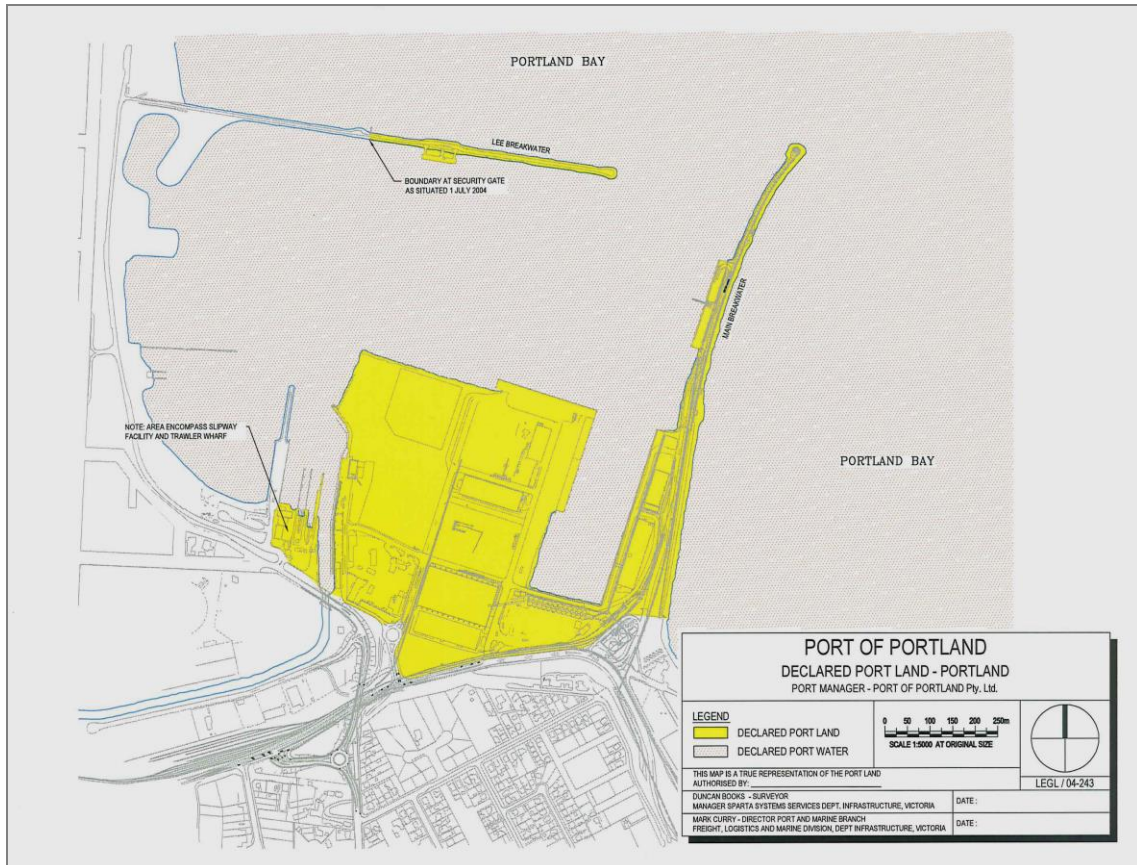 PORTLAND BAY
LEE BREAKWATER
BOUNDARY AT SECURITY GATE
AS SITUATED 1 JULY 2004
MAIN BREAKWATER
NOTE: AREA ENCOMPASS SLIPWAY
FACILITY AND TRAWLER WHARF
PORTLAND BAY
PORT OF PORTLAND
DECLARED PORT LAND - PORTLAND
PORT MANAGER - PORT OF PORTLAND Pty. Ltd.
LEGEND
DECLARED PORT LAND
DECLARED PORT WATER
0 50 100 150 200 250m
SCALE 1:5000 AT ORIGINAL SIZE
THIS MAP IS A TRUE REPRESENTATION OF THE PORT LAND
AUTHORISED BY:
LEGL / 04-243
DUNCAN BOOKS - SURVEYOR
MANAGER SPARTA SYSTEMS SERVICES DEPT. INFRASTRUCTURE, VICTORIA
DATE :
MARK CURRY - DIRECTOR PORT AND MARINE BRANCH
FREIGHT, LOGISTICS AND MARINE DIVISION, DEPT INFRASTRUCTURE, VICTORIA
DATE :